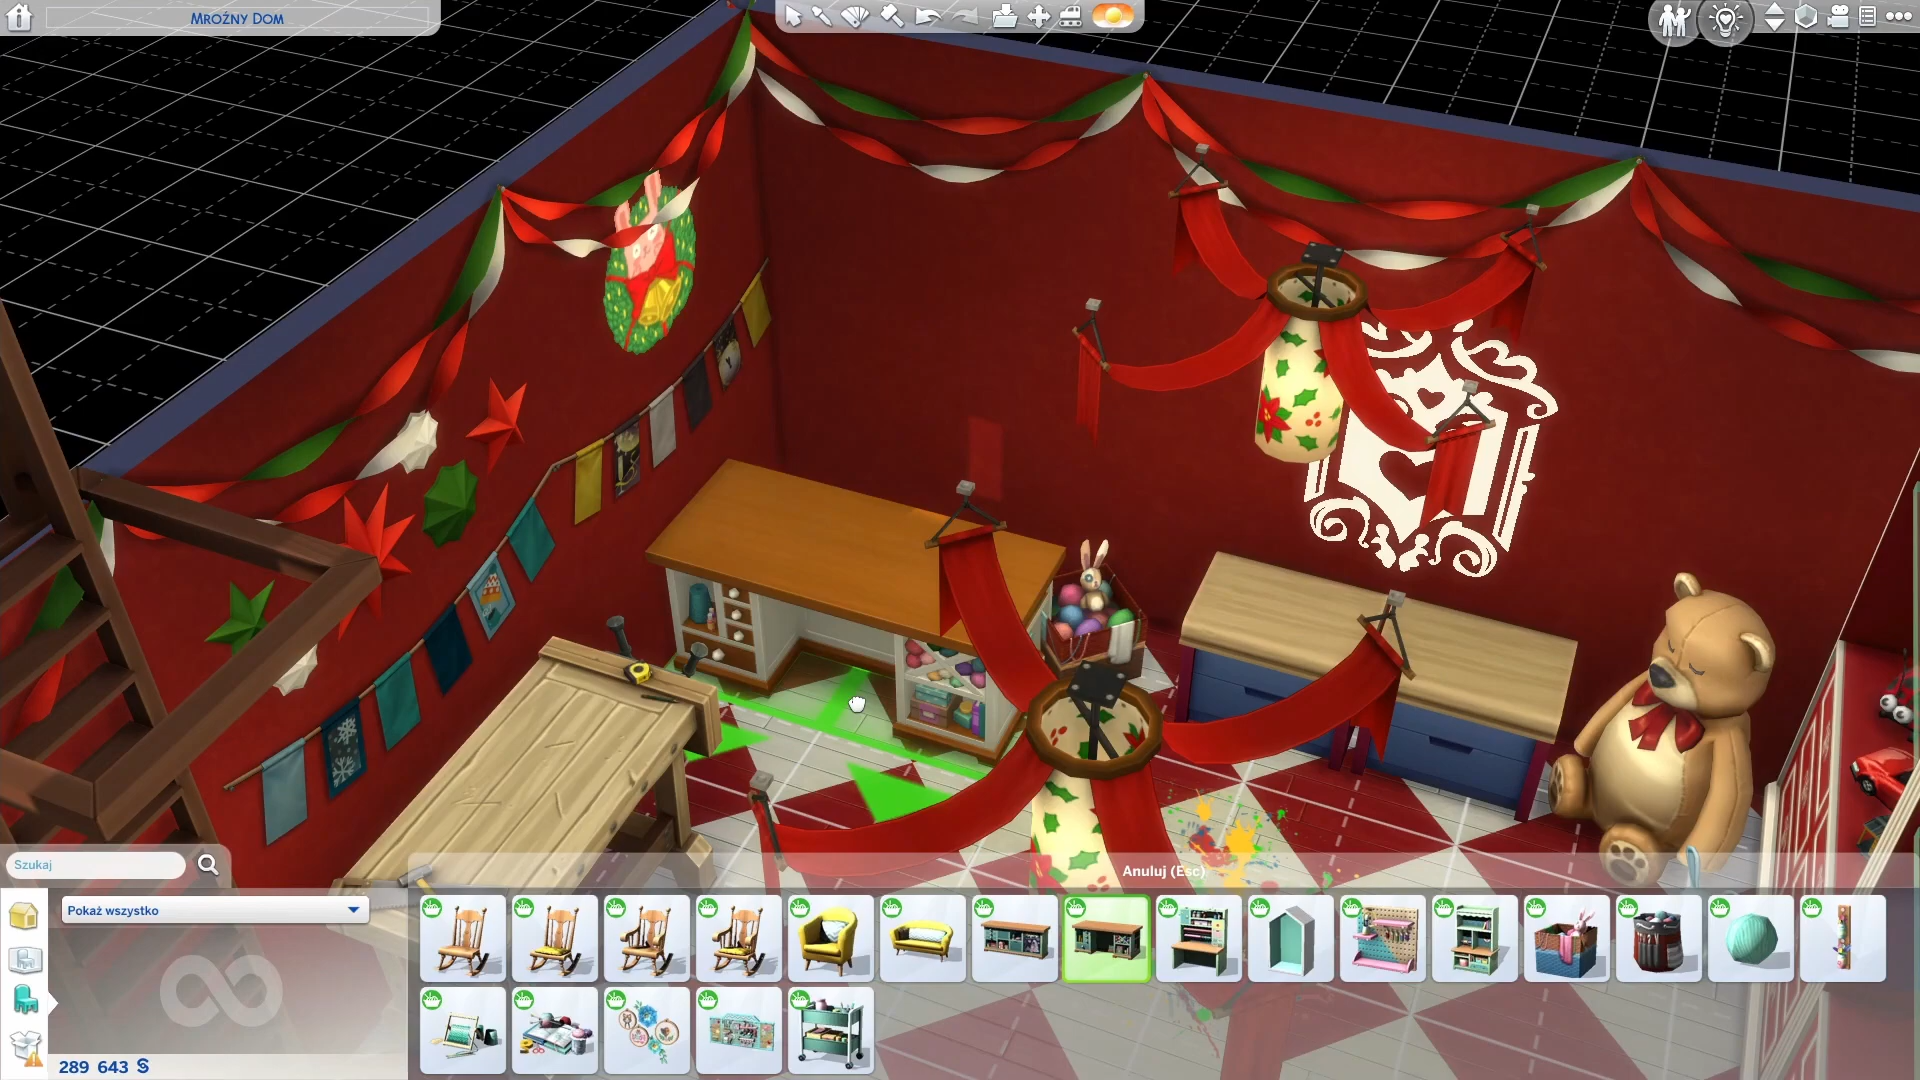 Mroźny Dom
Szukaj
Anuluj (Esc)
Pokaż wszystko
289 643 §